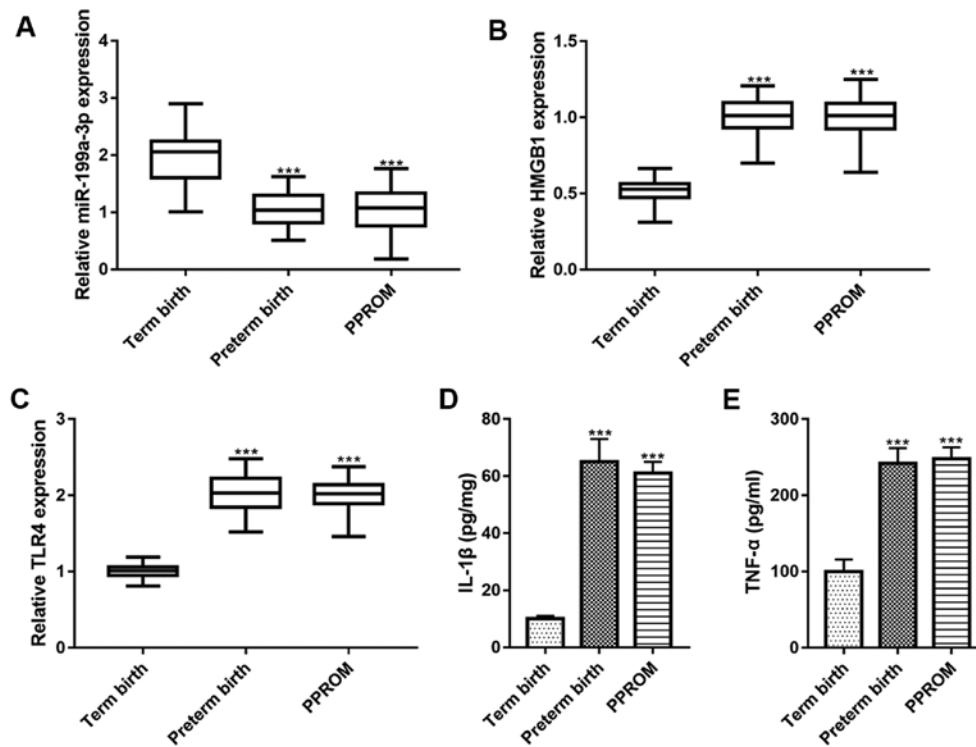 A
Relative miR-199a-3p expression
4
3
2
1
0
***
***
Term birth
Preterm birth
PPROM
B
Relative HMGB1 expression
1.5
1.0
0.5
0.0
***
***
Term birth
Preterm birth
PPROM
C
Relative TLR4 expression
3
2
1
0
***
***
Term birth
Preterm birth
PPROM
D
IL-1β (pg/mg)
80
60
40
20
0
***
***
Term birth
Preterm birth
PPROM
E
TNF-α (pg/ml)
300
200
100
0
***
***
Term birth
Preterm birth
PPROM